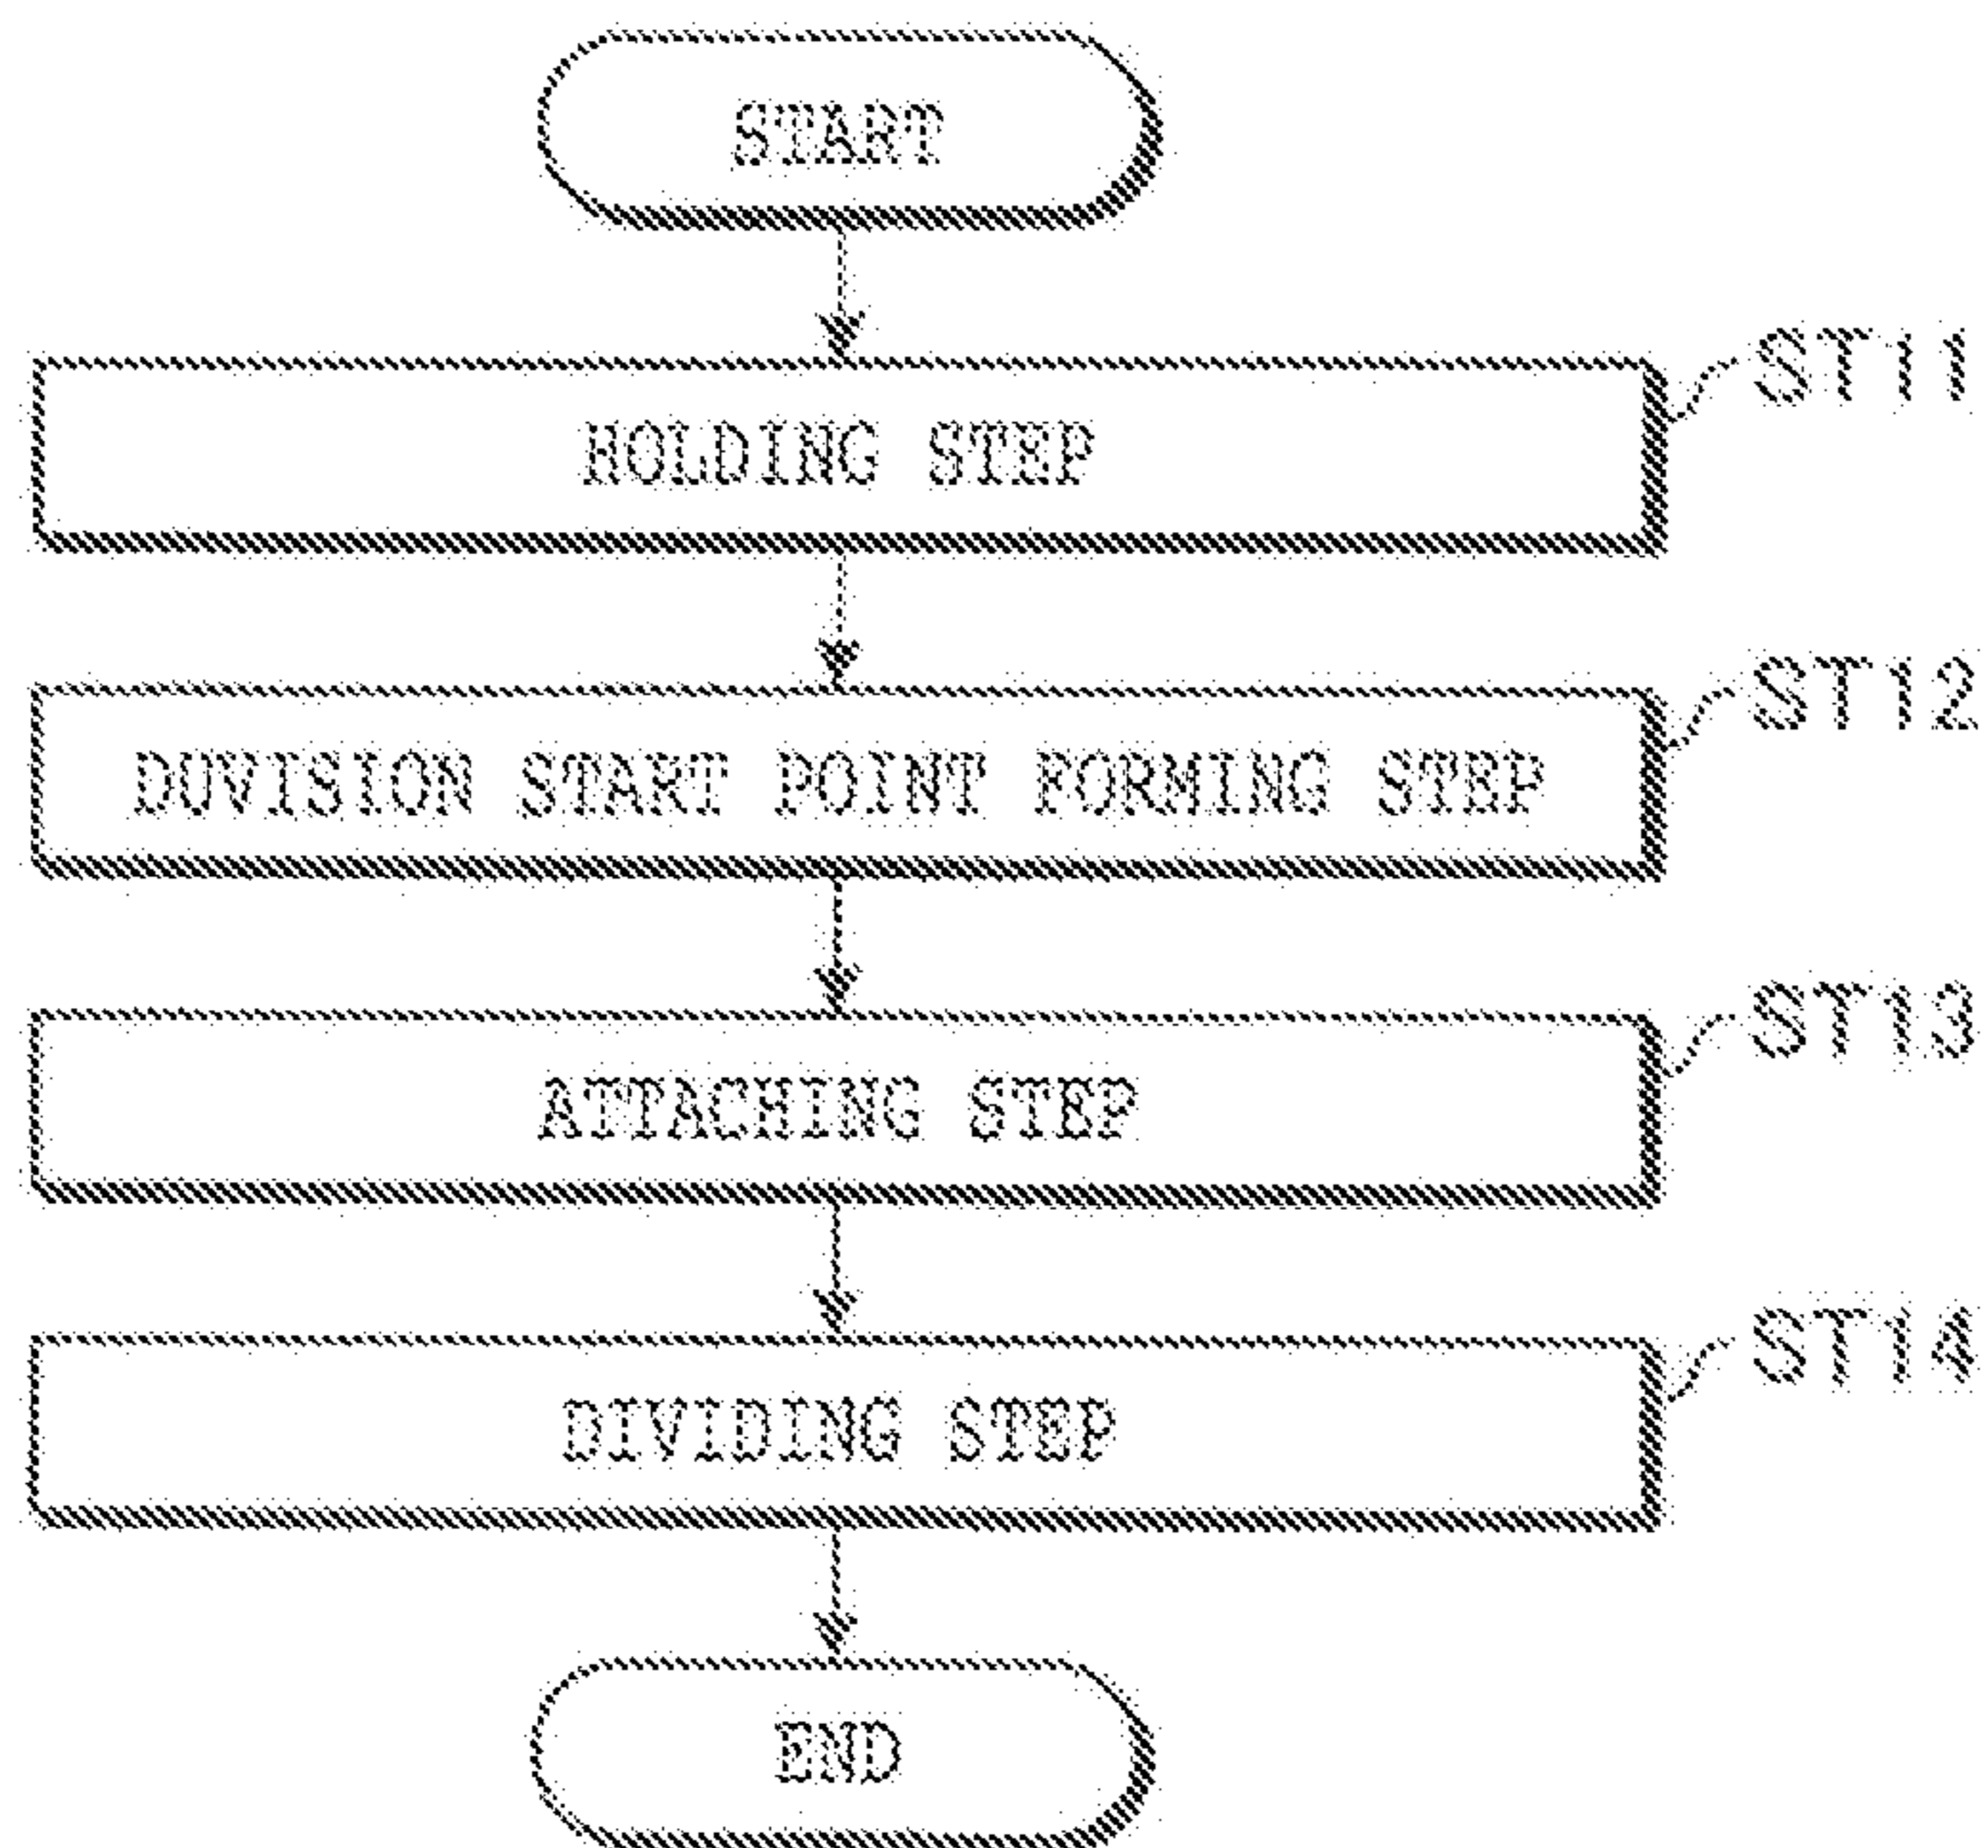 START
HOLDING STEP
ST11
DUVISION START POINT FORMING STEP
ST12
ATTACHING STEP
ST13
DIVIDING STEP
ST14
END